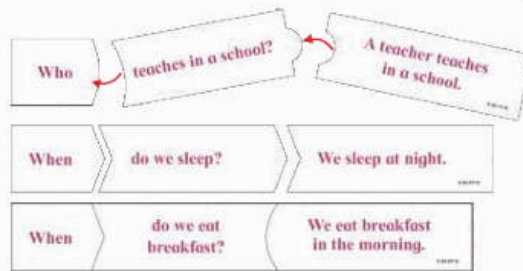 Who
teaches in a school?
A teacher teaches
in a school.
When
do we sleep?
We sleep at night.
When
do we eat
breakfast?
We eat breakfast
in the morning.